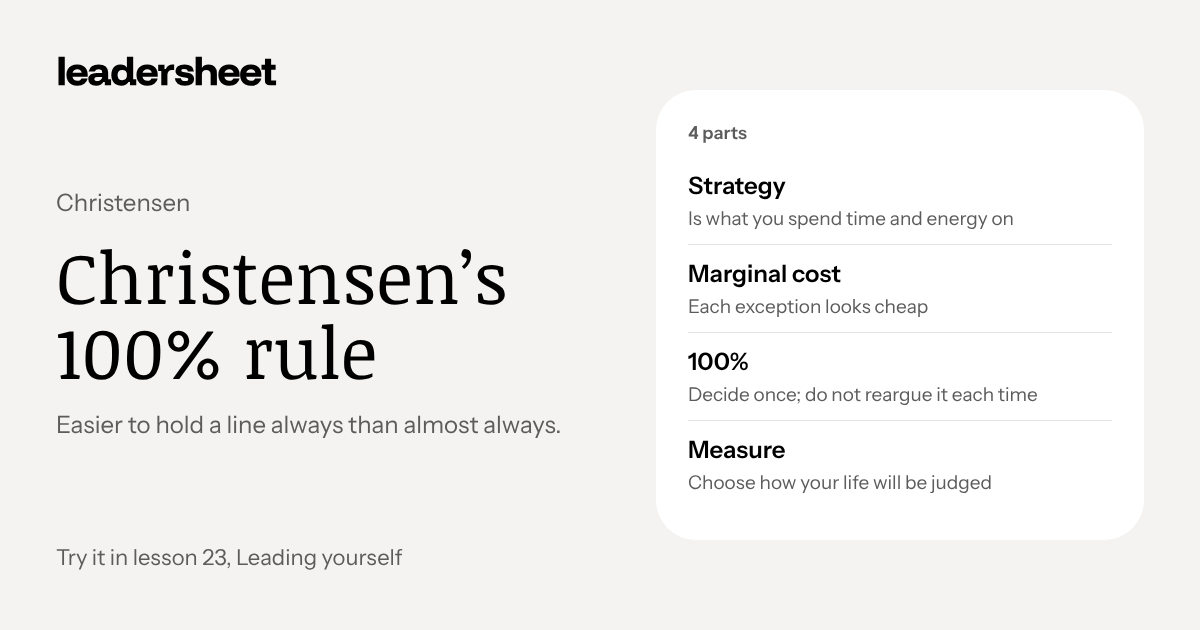 leadersheet
Christensen
Christensen’s
100% rule
Easier to hold a line always than almost always.
Try it in lesson 23, Leading yourself
4 parts
Strategy
Is what you spend time and energy on
Marginal cost
Each exception looks cheap
100%
Decide once; do not reargue it each time
Measure
Choose how your life will be judged